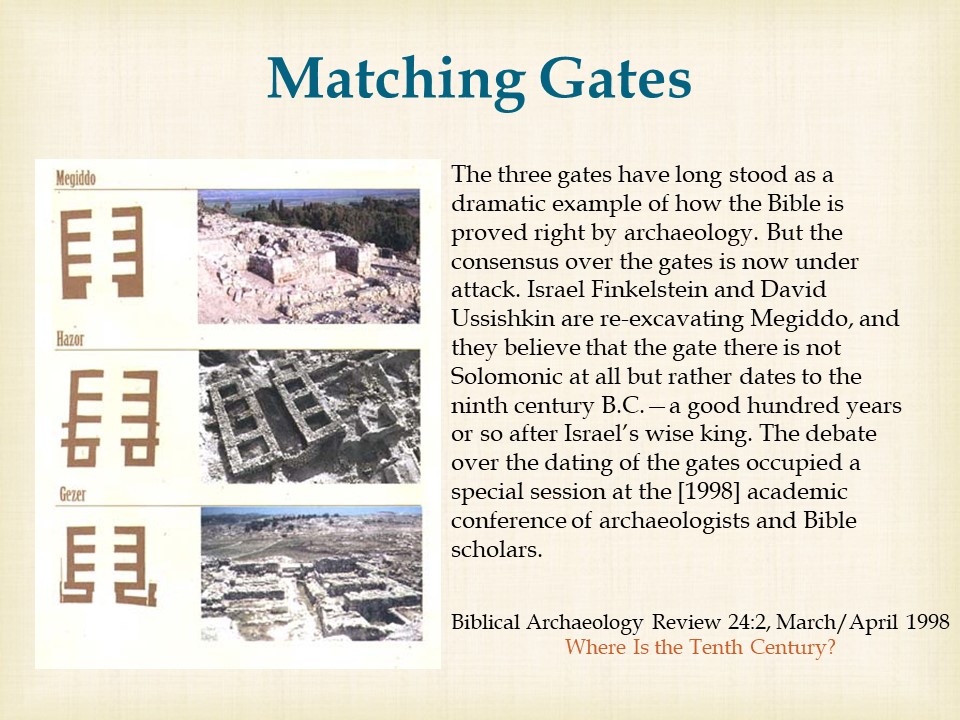 Matching Gates
Megiddo
Hazor
Gezer
The three gates have long stood as a
dramatic example of how the Bible is
proved right by archaeology. But the
consensus over the gates is now under
attack. Israel Finkelstein and David
Ussishkin are re-excavating Megiddo, and
they believe that the gate there is not
Solomonic at all but rather dates to the
ninth century B.C.—a good hundred years
or so after Israel’s wise king. The debate
over the dating of the gates occupied a
special session at the [1998] academic
conference of archaeologists and Bible
scholars.
Biblical Archaeology Review 24:2, March/April 1998
Where Is the Tenth Century?